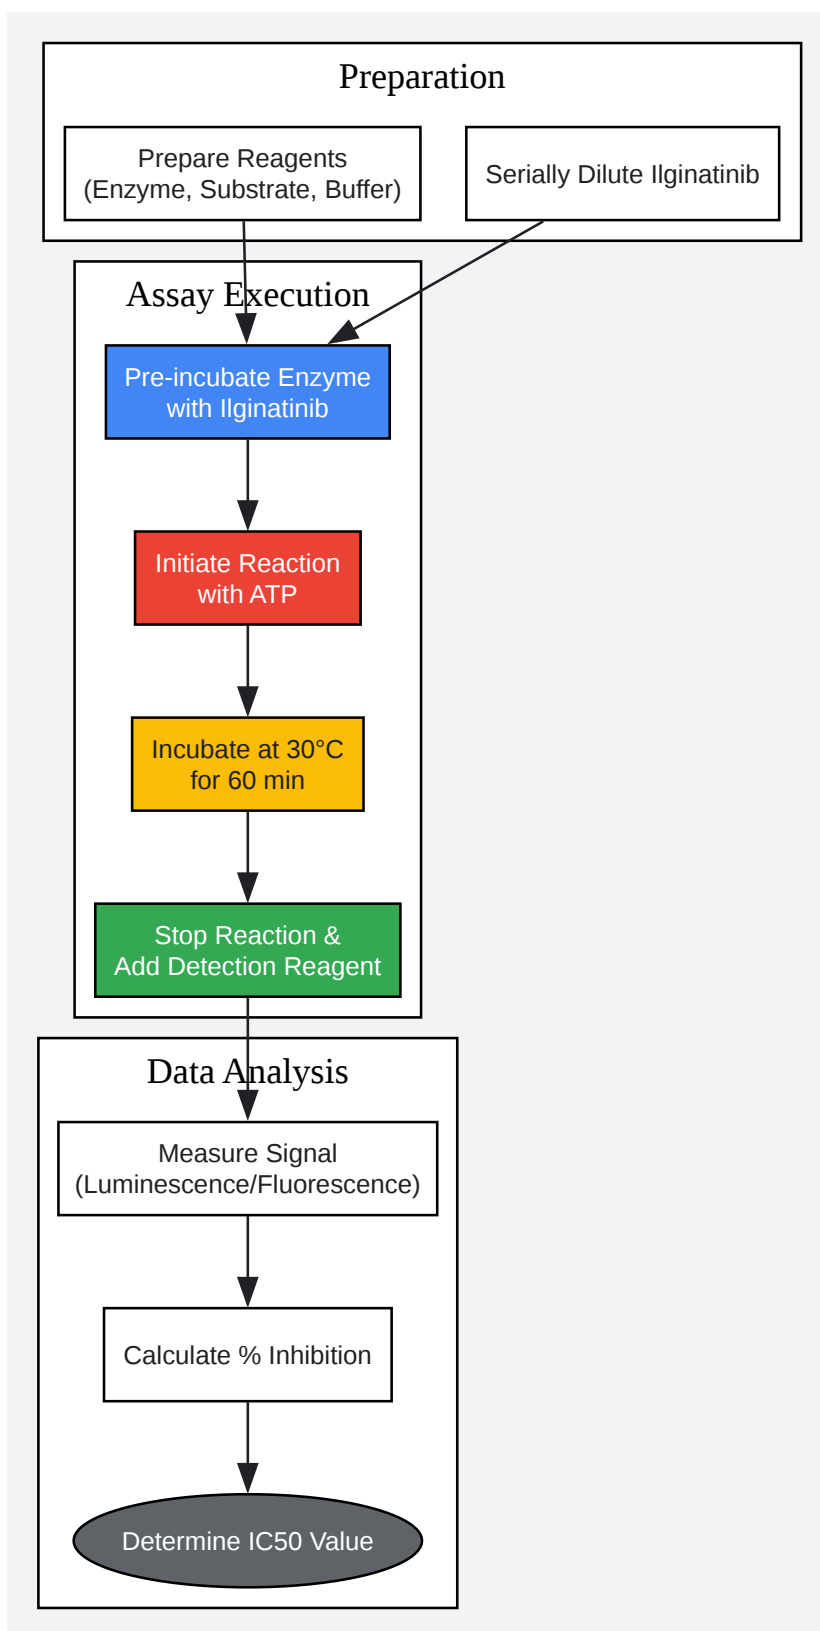 Preparation
Prepare Reagents
(Enzyme, Substrate, Buffer)
Serially Dilute Ilginatinib
Assay Execution
Pre-incubate Enzyme
with Ilginatinib
Initiate Reaction
with ATP
Incubate at 30°C
for 60 min
Stop Reaction &
Add Detection Reagent
Data Analysis
Measure Signal
(Luminescence/Fluorescence)
Calculate % Inhibition
Determine IC50 Value